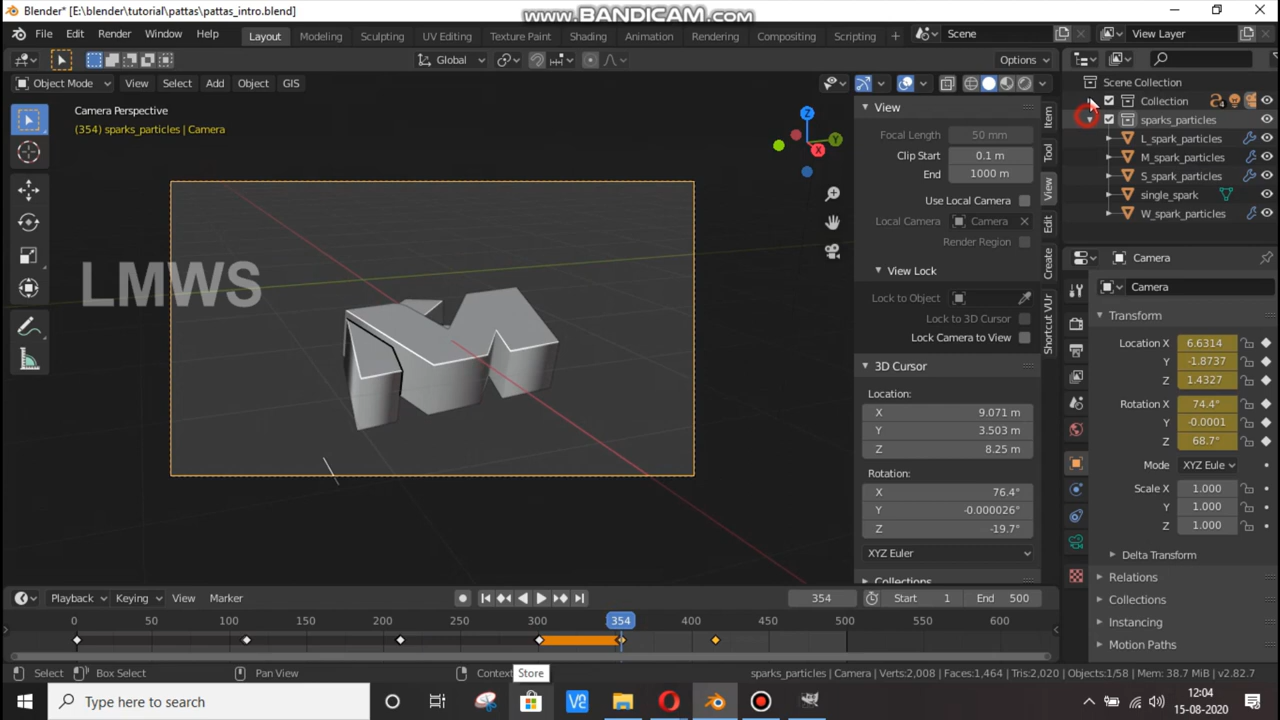 Blender* [E:\blender\tutorial\pattas\pattas_intro.blend]
www.BANDICAM.com
File Edit Render Window Help
Layout Modeling Sculpting UV Editing Texture Paint Shading Animation Rendering Compositing Scripting +
Scene
View Layer
Global
Options
Object Mode View Select Add Object GIS
Camera Perspective
(354) sparks_particles | Camera
LMWS
Z
Y
X
View
Focal Length 50 mm
Clip Start 0.1 m
End 1000 m
Use Local Camera
Local Camera Camera
Render Region
View Lock
Lock to Object
Lock to 3D Cursor
Lock Camera to View
3D Cursor
Location:
X 9.071 m
Y 3.503 m
Z 8.25 m
Rotation:
X 76.4°
Y -0.000026°
Z -19.7°
XYZ Euler
Collections
Item
Tool
View
Edit
Create
Shortcut VUr
Scene Collection
Collection 4
sparks_particles
L_spark_particles
M_spark_particles
S_spark_particles
single_spark
W_spark_particles
Camera
Camera
Transform
Location X 6.6314
Y -1.8737
Z 1.4327
Rotation X 74.4°
Y -0.0001
Z 68.7°
Mode XYZ Eule
Scale X 1.000
Y 1.000
Z 1.000
Delta Transform
Relations
Collections
Instancing
Motion Paths
Playback Keying View Marker
354 Start 1 End 500
0 50 100 150 200 250 300 354 400 450 500 550 600
Select Box Select Pan View Context
Store
sparks_particles | Camera | Verts:2,008 | Faces:1,464 | Tris:2,020 | Objects:1/58 | Mem: 38.7 MiB | v2.82.7
Type here to search
12:04
15-08-2020